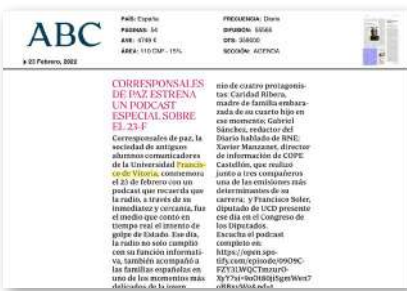 ABC
País: España
PÁGINAS: 54
AVE: 4749 €
ÁREA: 110 CM² - 15%
FRECUENCIA: Diario
DIFUSIÓN: 55565
OTS: 359000
SECCIÓN: AGENDA
23 Febrero, 2022
CORRESPONSALES
DE PAZ ESTRENA
UN PODCAST
ESPECIAL SOBRE
EL 23-F
Corresponsales de paz, la
sociedad de antiguos
alumnos comunicadores
de la Universidad Francis-
co de Vitoria, conmemora
el 23 de febrero con un
podcast que recuerda que
la radio, a través de su
inmediatez y cercanía, fue
el medio que contó en
tiempo real el intento de
golpe de Estado. Ese día,
la radio no solo cumplió
con su función informati-
va, también acompañó a
las familias españolas en
uno de los momentos más
delicados de la joven
nio de cuatro protagonis-
tas: Caridad Ribera,
madre de familia embara-
zada de su cuarto hijo en
ese momento; Gabriel
Sánchez, redactor del
Diario hablado de RNE;
Xavier Manzanet, director
de información de COPE
Castellón, que realizó
junto a tres compañeros
una de las emisiones más
determinantes de su
carrera; y Francisco Soler,
diputado de UCD presente
ese día en el Congreso de
los Diputados.
Escucha el podcast
completo en:
https://open.spo-